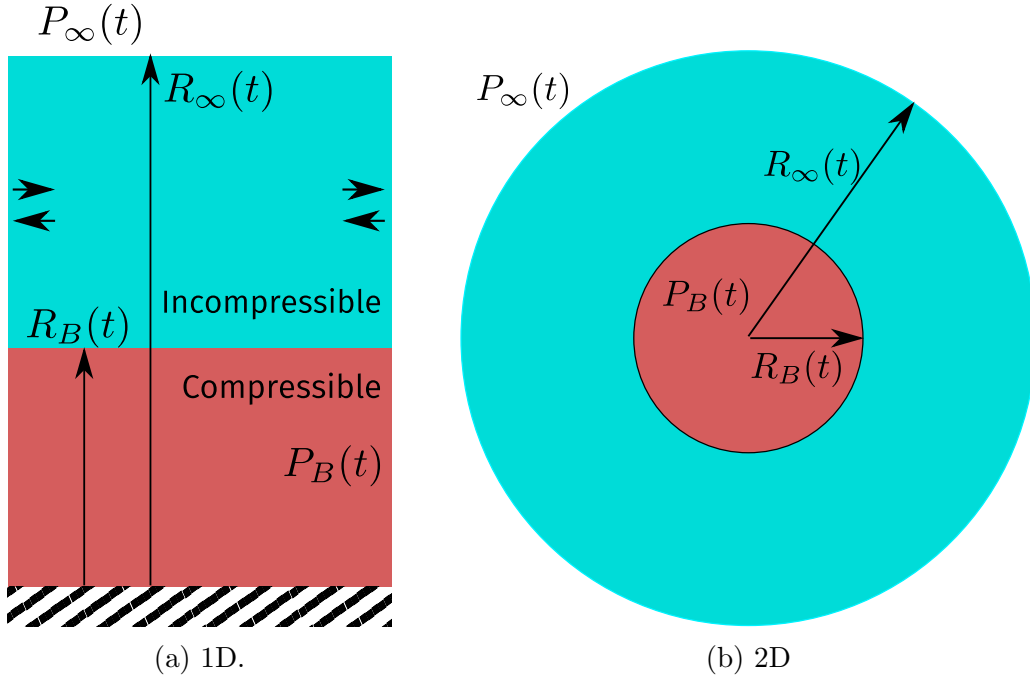 P∞(t)
R∞(t)
Incompressible
R_B(t)
Compressible
P_B(t)
(a) 1D.
P∞(t)
R∞(t)
P_B(t)
R_B(t)
(b) 2D